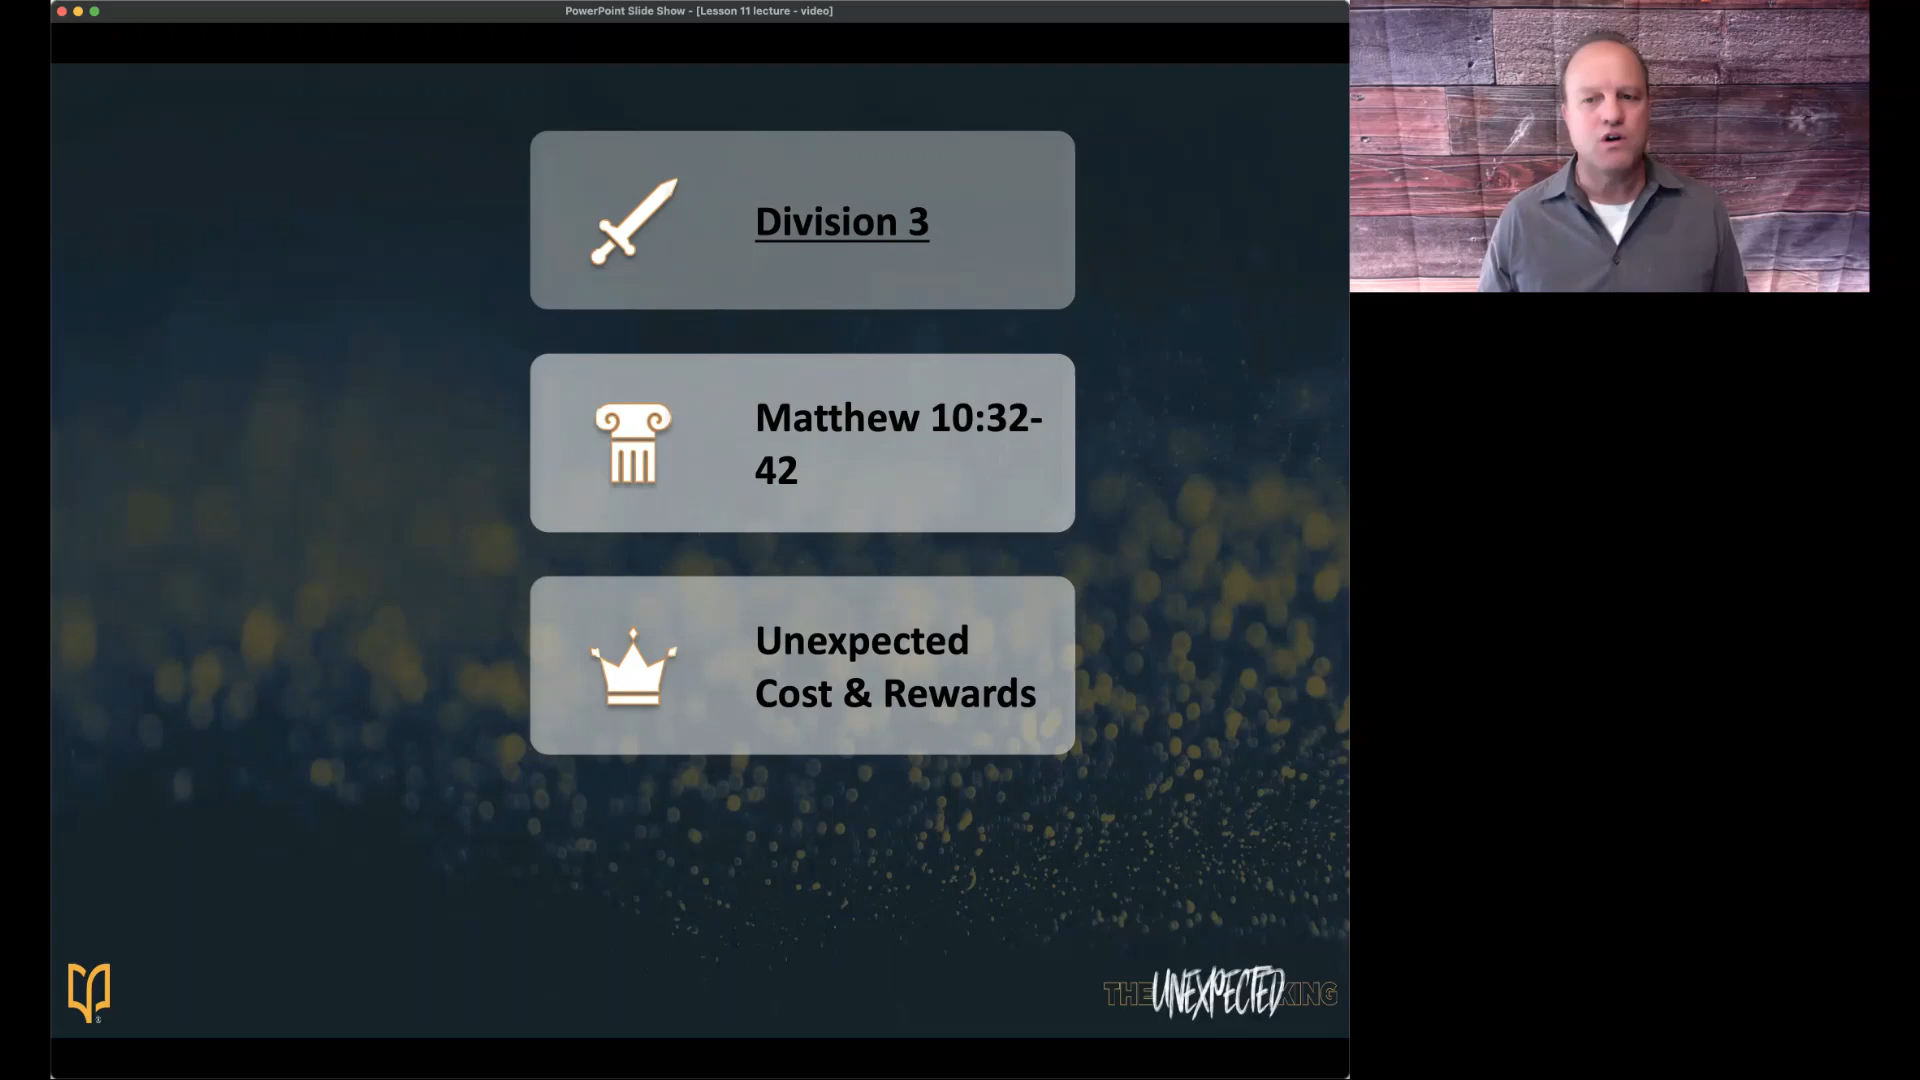 PowerPoint Slide Show - [Lesson 11 lecture - video]
Division 3
Matthew 10:32-
42
Unexpected
Cost & Rewards
THE UNEXPECTED KING